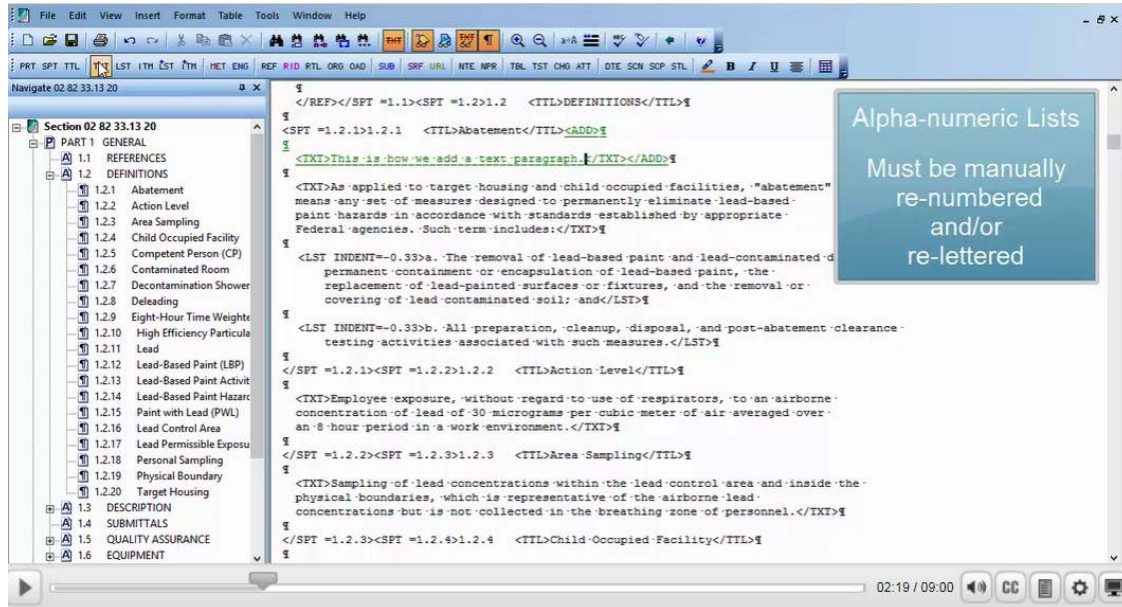 File Edit View Insert Format Table Tools Window Help
PRT SPT TTL TXT LST ITM LST ITM MET ENG REF RID RTL ORG OAD SUB SRF URL NTE NPR TBL TST CHG ATT DTE SCN SCP STL B I U
Navigate 02 82 33.13 20
Section 02 82 33.13 20
PART 1 GENERAL
1.1 REFERENCES
1.2 DEFINITIONS
1.2.1 Abatement
1.2.2 Action Level
1.2.3 Area Sampling
1.2.4 Child Occupied Facility
1.2.5 Competent Person (CP)
1.2.6 Contaminated Room
1.2.7 Decontamination Shower
1.2.8 Deleading
1.2.9 Eight-Hour Time Weighte
1.2.10 High Efficiency Particula
1.2.11 Lead
1.2.12 Lead-Based Paint (LBP)
1.2.13 Lead-Based Paint Activit
1.2.14 Lead-Based Paint Hazard
1.2.15 Paint with Lead (PWL)
1.2.16 Lead Control Area
1.2.17 Lead Permissible Exposu
1.2.18 Personal Sampling
1.2.19 Physical Boundary
1.2.20 Target Housing
1.3 DESCRIPTION
1.4 SUBMITTALS
1.5 QUALITY ASSURANCE
1.6 EQUIPMENT
¶
</REF></SPT =1.1><SPT =1.2>1.2 <TTL>DEFINITIONS</TTL>¶
¶
<SPT =1.2.1>1.2.1 <TTL>Abatement</TTL><ADD>¶
¶
<TXT>This·is·how·we·add·a·text·paragraph.</TXT></ADD>¶
¶
<TXT>As·applied·to·target·housing·and·child·occupied·facilities,·"abatement"
means·any·set·of·measures·designed·to·permanently·eliminate·lead-based·
paint·hazards·in·accordance·with·standards·established·by·appropriate·
Federal·agencies.·Such·term·includes:</TXT>¶
¶
<LST INDENT=-0.33>a.·The·removal·of·lead-based·paint·and·lead-contaminated·d
permanent·containment·or·encapsulation·of·lead-based·paint,·the·
replacement·of·lead-painted·surfaces·or·fixtures,·and·the·removal·or·
covering·of·lead·contaminated·soil;·and</LST>¶
¶
<LST INDENT=-0.33>b.·All·preparation,·cleanup,·disposal,·and·post-abatement·clearance·
testing·activities·associated·with·such·measures.</LST>¶
¶
</SPT =1.2.1><SPT =1.2.2>1.2.2 <TTL>Action·Level</TTL>¶
¶
<TXT>Employee·exposure,·without·regard·to·use·of·respirators,·to·an·airborne·
concentration·of·lead·of·30·micrograms·per·cubic·meter·of·air·averaged·over·
an·8·hour·period·in·a·work·environment.</TXT>¶
¶
</SPT =1.2.2><SPT =1.2.3>1.2.3 <TTL>Area·Sampling</TTL>¶
¶
<TXT>Sampling·of·lead·concentrations·within·the·lead·control·area·and·inside·the·
physical·boundaries,·which·is·representative·of·the·airborne·lead·
concentrations·but·is·not·collected·in·the·breathing·zone·of·personnel.</TXT>¶
¶
</SPT =1.2.3><SPT =1.2.4>1.2.4 <TTL>Child·Occupied·Facility</TTL>¶
¶
Alpha-numeric Lists
Must be manually
re-numbered
and/or
re-lettered
02:19 / 09:00 CC